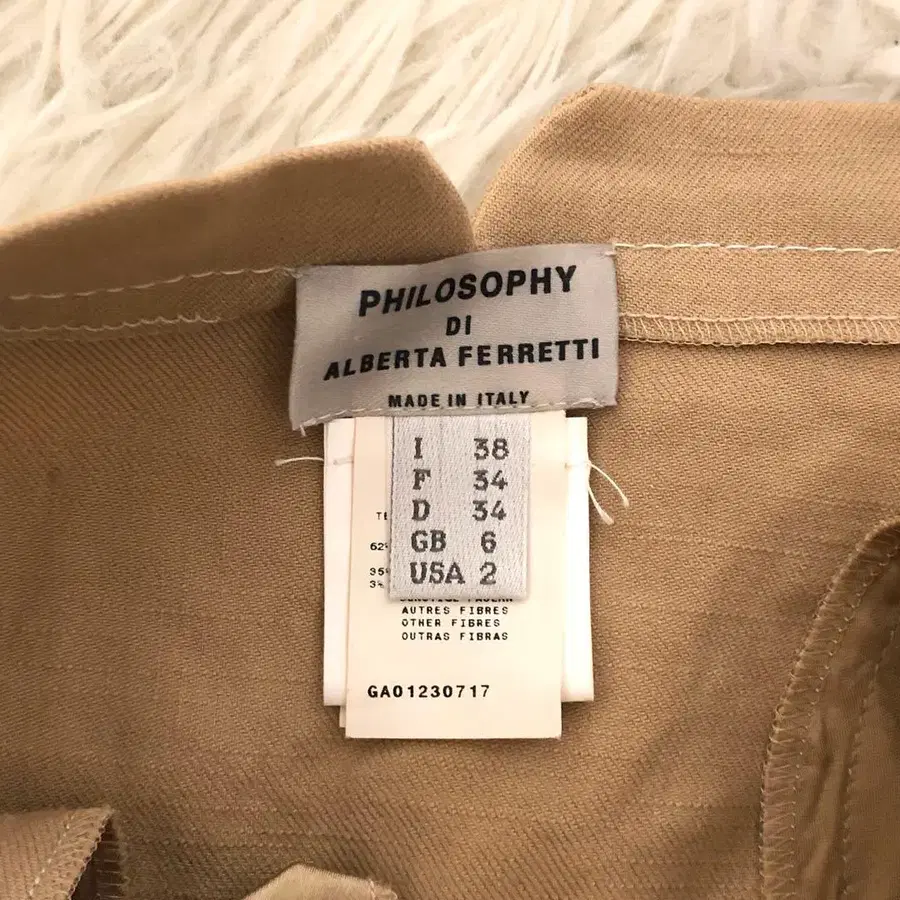 PHILOSOPHY
DI
ALBERTA FERRETTI
MADE IN ITALY
I 38
F 34
D 34
GB 6
USA 2
AUTRES FIBRES
OTHER FIBRES
OUTRAS FIBRAS
GA01230717